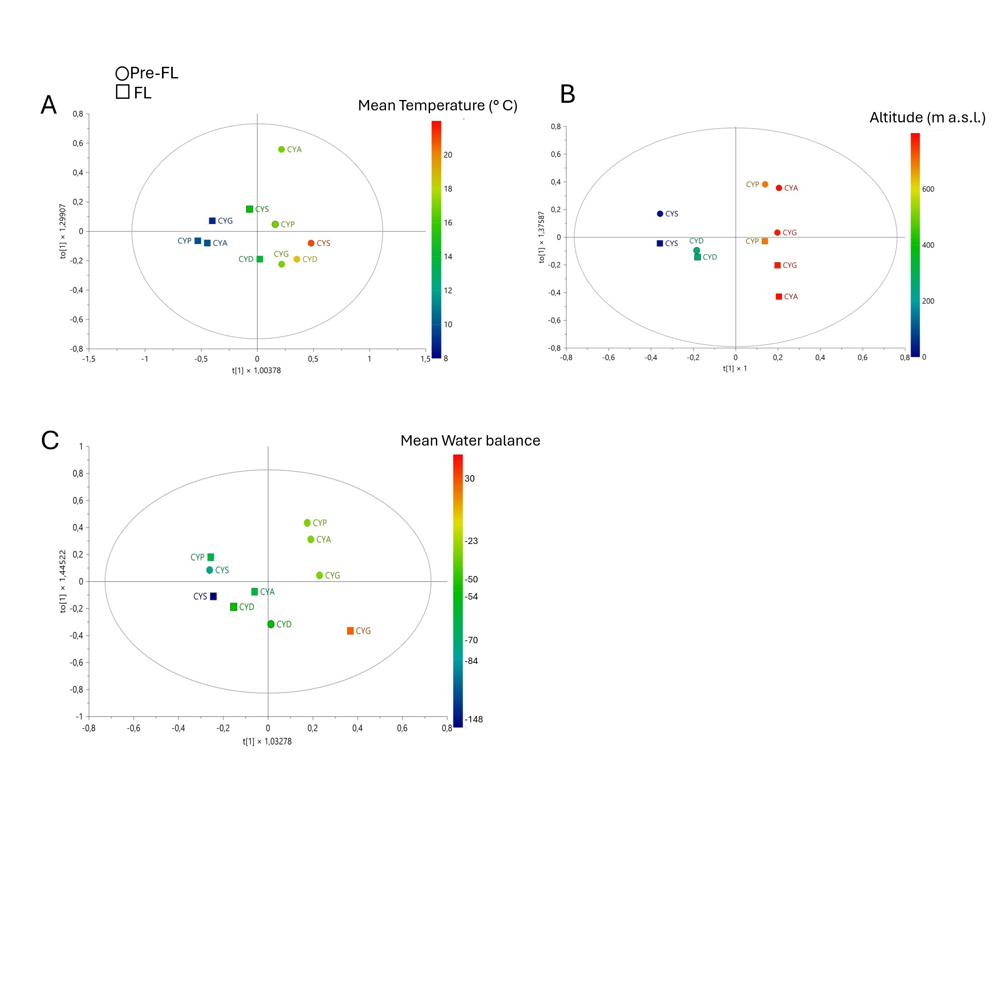 Pre-FL
FL
A
Mean Temperature (° C)
0,8
0,6
0,4
0,2
0
-0,2
-0,4
-0,6
-0,8
-1,5
-1
-0,5
0
0,5
1
1,5
to[1] × 1,29907
t[1] × 1,00378
CYA
CYS
CYG
CYP
CYP
CYA
CYS
CYG
CYD
CYD
20
18
16
14
12
10
8
B
Altitude (m a.s.l.)
0,8
0,6
0,4
0,2
0
-0,2
-0,4
-0,6
-0,8
-0,8
-0,6
-0,4
-0,2
0
0,2
0,4
0,6
0,8
to[1] × 1,37587
t[1] × 1
CYP
CYA
CYS
CYG
CYS
CYD
CYP
CYD
CYG
CYA
600
400
200
0
C
Mean Water balance
1
0,8
0,6
0,4
0,2
0
-0,2
-0,4
-0,6
-0,8
-1
-0,8
-0,6
-0,4
-0,2
0
0,2
0,4
0,6
0,8
to[1] × 1,44522
t[1] × 1,03278
CYP
CYA
CYP
CYS
CYG
CYA
CYS
CYD
CYD
CYG
30
-23
-50
-54
-70
-84
-148